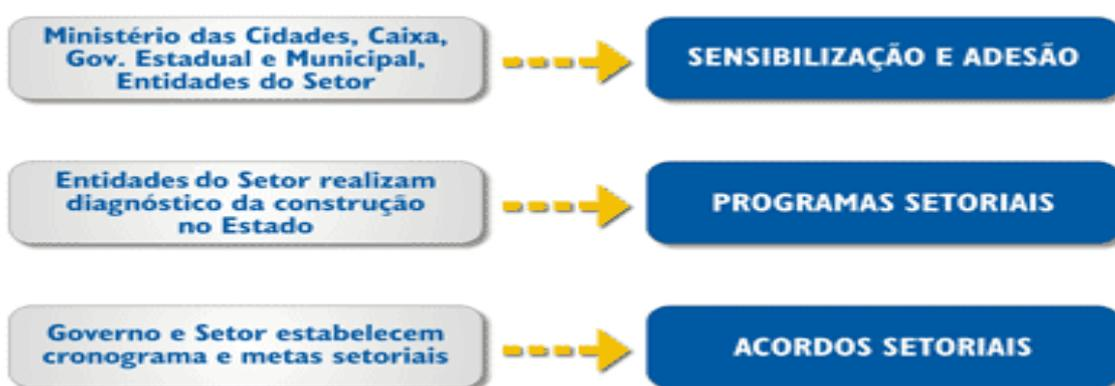 Ministério das Cidades, Caixa,
Gov. Estadual e Municipal,
Entidades do Setor
SENSIBILIZAÇÃO E ADESÃO
Entidades do Setor realizam
diagnóstico da construção
no Estado
PROGRAMAS SETORIAIS
Governo e Setor estabelecem
cronograma e metas setoriais
ACORDOS SETORIAIS